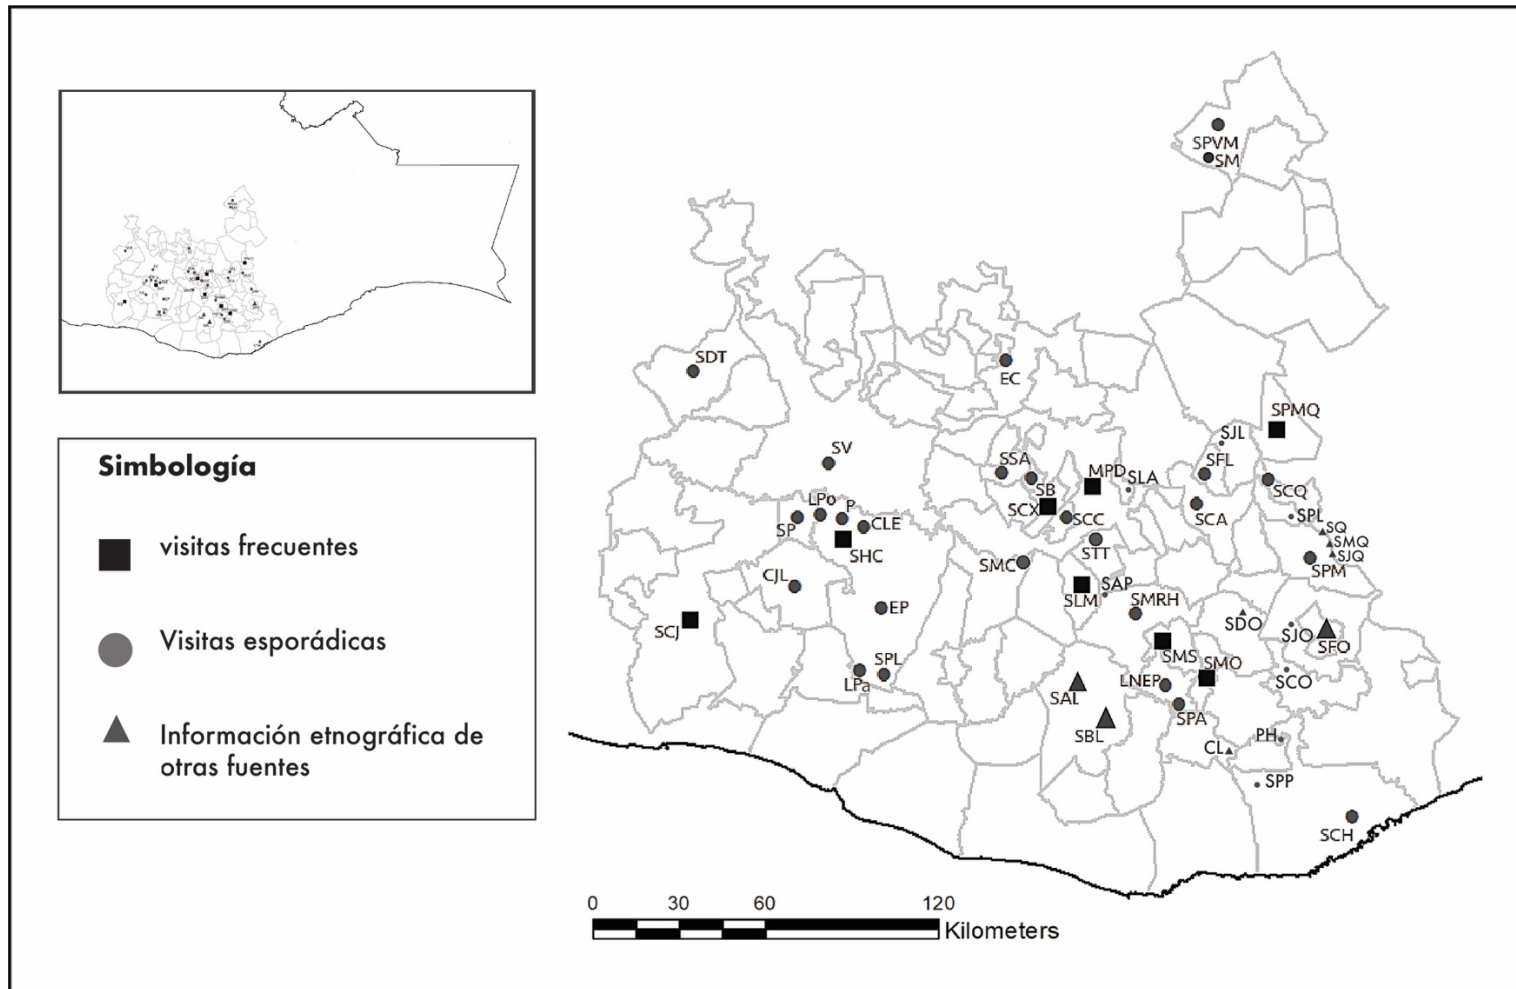 SPVM
SM
SDT
EC
SPMQ
SJL
SV
SSA
SB
MPD
SLA
SFL
SCQ
LPo
P
SCX
SCC
SCA
SPL
SP
CLE
SQ
SHC
STT
SMQ
SJQ
SMC
SPM
CJL
SLM
SAP
EP
SMRH
SCJ
SDO
SJO
SFO
SMS
SMO
SPL
LPa
LNEP
SCO
SAL
SPA
SBL
CL
PH
SPP
SCH
Simbología
visitas frecuentes
Visitas esporádicas
Información etnográfica de
otras fuentes
0 30 60 120
Kilometers